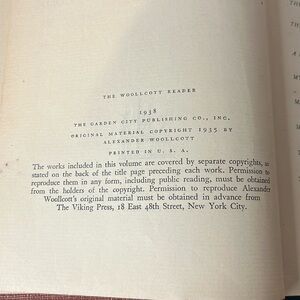 THE WOOLLCOTT READER
1938
THE GARDEN CITY PUBLISHING CO., INC.
ORIGINAL MATERIAL COPYRIGHT 1935 BY
ALEXANDER WOOLLCOTT
PRINTED IN U. S. A.
The works included in this volume are covered by separate copyrights, as
stated on the back of the title page preceding each work. Permission to
reproduce them in any form, including public reading, must be obtained
from the holders of the copyright. Permission to reproduce Alexander
Woollcott's original material must be obtained in advance from
The Viking Press, 18 East 48th Street, New York City.